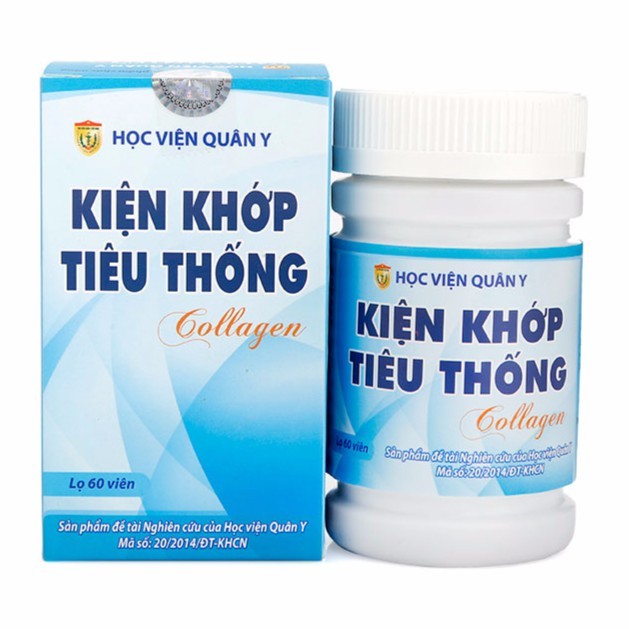 HỌC VIỆN QUÂN Y
KIỆN KHỚP
TIÊU THỐNG
Collagen
Lọ 60 viên
Sản phẩm đề tài Nghiên cứu của Học viện Quân Y
Mã số: 20/2014/ĐT-KHCN
HỌC VIỆN QUÂN Y
KIỆN KHỚP
TIÊU THỐNG
Collagen
Lọ 60 viên
Sản phẩm đề tài Nghiên cứu của Học viện Quân Y
Mã số: 20/2014/ĐT-KHCN